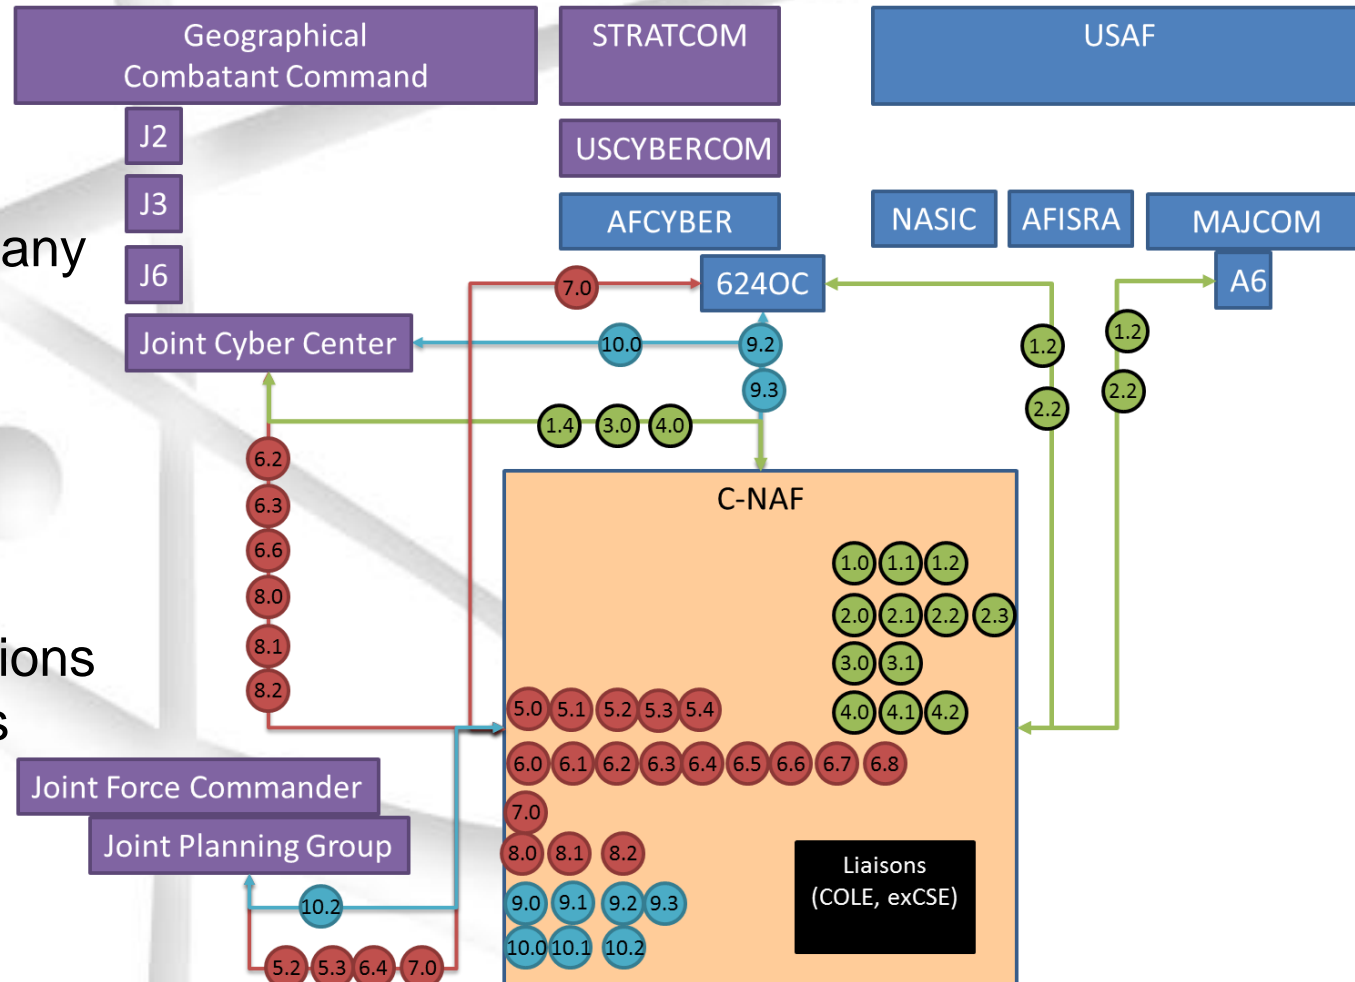 Geographical
Combatant Command
STRATCOM
USAF
J2
USCYBERCOM
J3
AFCYBER
NASIC
AFISRA
MAJCOM
any
J6
7.0
624OC
A6
Joint Cyber Center
10.0
9.2
1.2
1.2
9.3
2.2
2.2
1.4
3.0
4.0
6.2
6.3
6.6
8.0
8.1
8.2
C-NAF
1.0 1.1 1.2
2.0 2.1 2.2 2.3
3.0 3.1
4.0 4.1 4.2
ions
s
5.0 5.1 5.2 5.3 5.4
6.0 6.1 6.2 6.3 6.4 6.5 6.6 6.7 6.8
7.0
8.0 8.1 8.2
9.0 9.1 9.2 9.3
10.0 10.1 10.2
Joint Force Commander
Joint Planning Group
10.2
5.2 5.3 6.4 7.0
Liaisons
(COLE, exCSE)